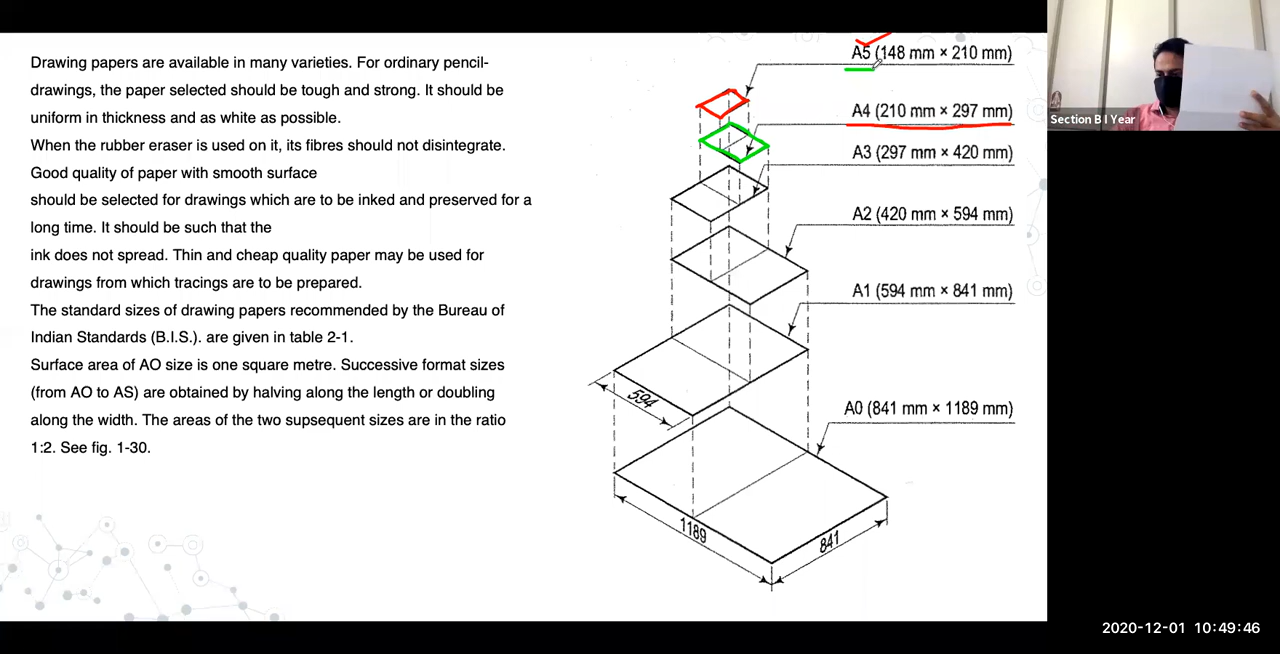 Drawing papers are available in many varieties. For ordinary pencil-
drawings, the paper selected should be tough and strong. It should be
uniform in thickness and as white as possible.
When the rubber eraser is used on it, its fibres should not disintegrate.
Good quality of paper with smooth surface
should be selected for drawings which are to be inked and preserved for a
long time. It should be such that the
ink does not spread. Thin and cheap quality paper may be used for
drawings from which tracings are to be prepared.
The standard sizes of drawing papers recommended by the Bureau of
Indian Standards (B.I.S.). are given in table 2-1.
Surface area of AO size is one square metre. Successive format sizes
(from AO to AS) are obtained by halving along the length or doubling
along the width. The areas of the two supsequent sizes are in the ratio
1:2. See fig. 1-30.
A5 (148 mm × 210 mm)
A4 (210 mm × 297 mm)
A3 (297 mm × 420 mm)
A2 (420 mm × 594 mm)
A1 (594 mm × 841 mm)
594
A0 (841 mm × 1189 mm)
1189
841
Section B I Year
2020-12-01 10:49:46